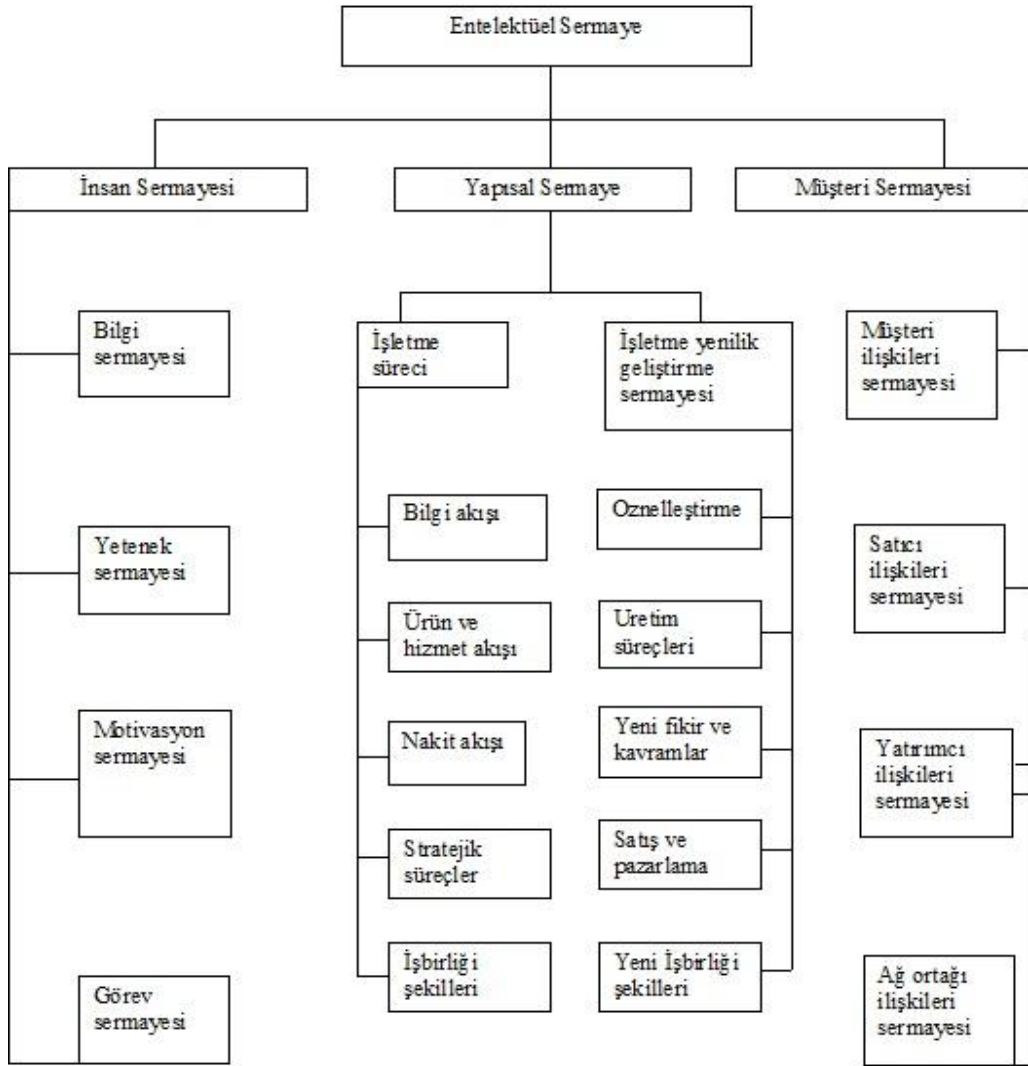 Entelektüel Sermaye
İnsan Sermayesi
Yapısal Sermaye
Müşteri Sermayesi
Bilgi
sermayesi
Yetenek
sermayesi
Motivasyon
sermayesi
Görev
sermayesi
İşletme
süreci
Bilgi akışı
Ürün ve
hizmet akışı
Nakit akışı
Stratejik
süreçler
İşbirliği
şekilleri
İşletme yenilik
geliştirme
sermayesi
Oznelleştirme
Uretim
süreçleri
Yeni fikir ve
kavramlar
Satış ve
pazarlama
Yeni İşbirliği
şekilleri
Müşteri
ilişkileri
sermayesi
Satıcı
ilişkileri
sermayesi
Yatırımcı
ilişkileri
sermayesi
Ağ ortağı
ilişkileri
sermayesi